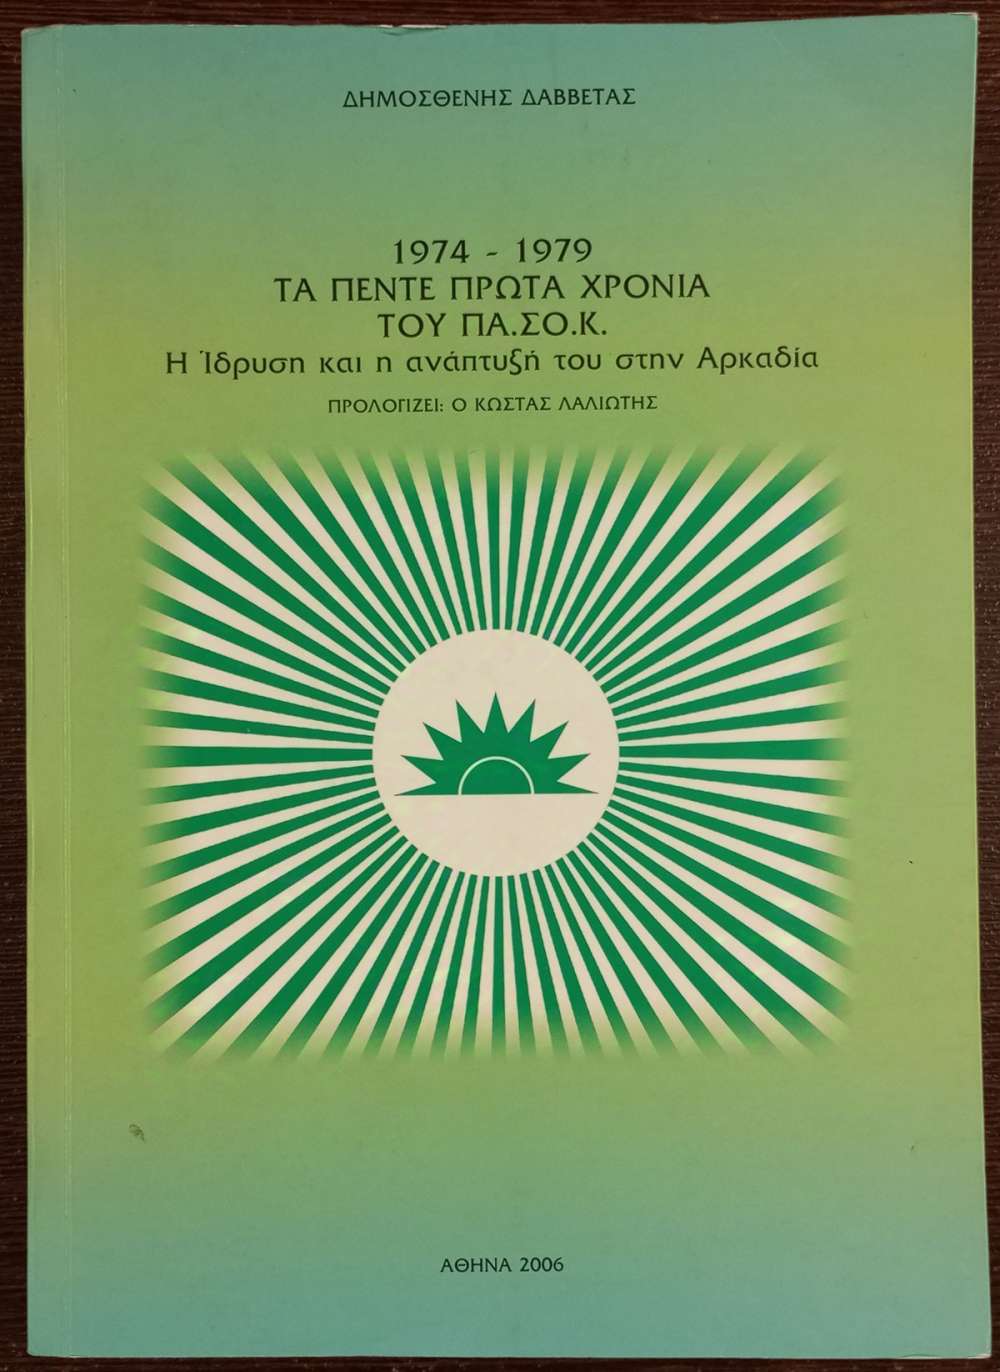 ΔΗΜΟΣΘΕΝΗΣ ΔΑΒΒΕΤΑΣ
1974 - 1979
ΤΑ ΠΕΝΤΕ ΠΡΩΤΑ ΧΡΟΝΙΑ
ΤΟΥ ΠΑ.ΣΟ.Κ.
Η Ίδρυση και η ανάπτυξή του στην Αρκαδία
ΠΡΟΛΟΓΙΖΕΙ: Ο ΚΩΣΤΑΣ ΛΑΛΙΩΤΗΣ
ΑΘΗΝΑ 2006